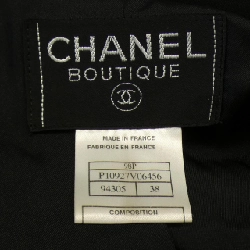 CHANEL
BOUTIQUE
MADE IN FRANCE
FABRIQUE EN FRANCE
98P
P10927V06456
94305 38
COMPOSITION